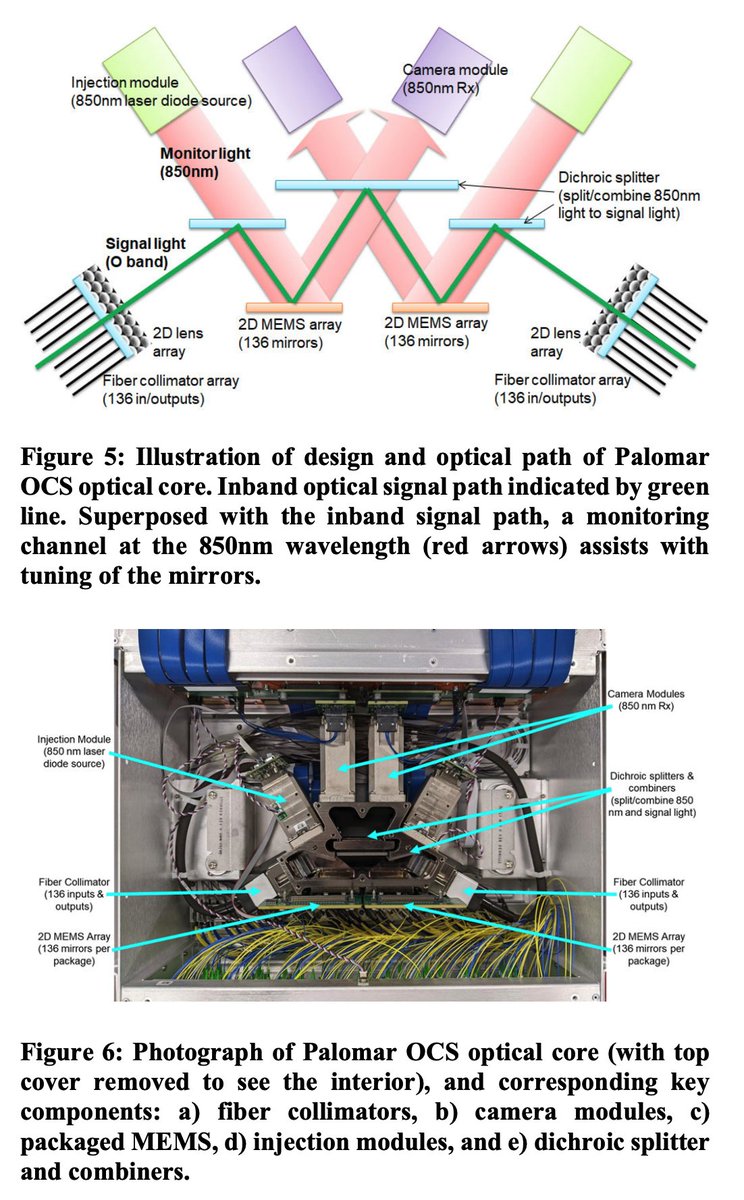 Injection module
(850nm laser diode source)
Camera module
(850nm Rx)
Monitor light
(850nm)
Dichroic splitter
(split/combine 850nm
light to signal light)
Signal light
(O band)
2D lens
array
2D MEMS array
(136 mirrors)
2D MEMS array
(136 mirrors)
2D lens
array
Fiber collimator array
(136 in/outputs)
Fiber collimator array
(136 in/outputs)
Figure 5: Illustration of design and optical path of Palomar
OCS optical core. Inband optical signal path indicated by green
line. Superposed with the inband signal path, a monitoring
channel at the 850nm wavelength (red arrows) assists with
tuning of the mirrors.
Camera Modules
(850 nm Rx)
Injection Module
(850 nm laser
diode source)
Dichroic splitters &
combiners
(split/combine 850
nm and signal light)
Fiber Collimator
(136 inputs &
outputs)
Fiber Collimator
(136 inputs &
outputs)
2D MEMS Array
(136 mirrors per
package)
2D MEMS Array
(136 mirrors per
package)
Figure 6: Photograph of Palomar OCS optical core (with top
cover removed to see the interior), and corresponding key
components: a) fiber collimators, b) camera modules, c)
packaged MEMS, d) injection modules, and e) dichroic splitter
and combiners.